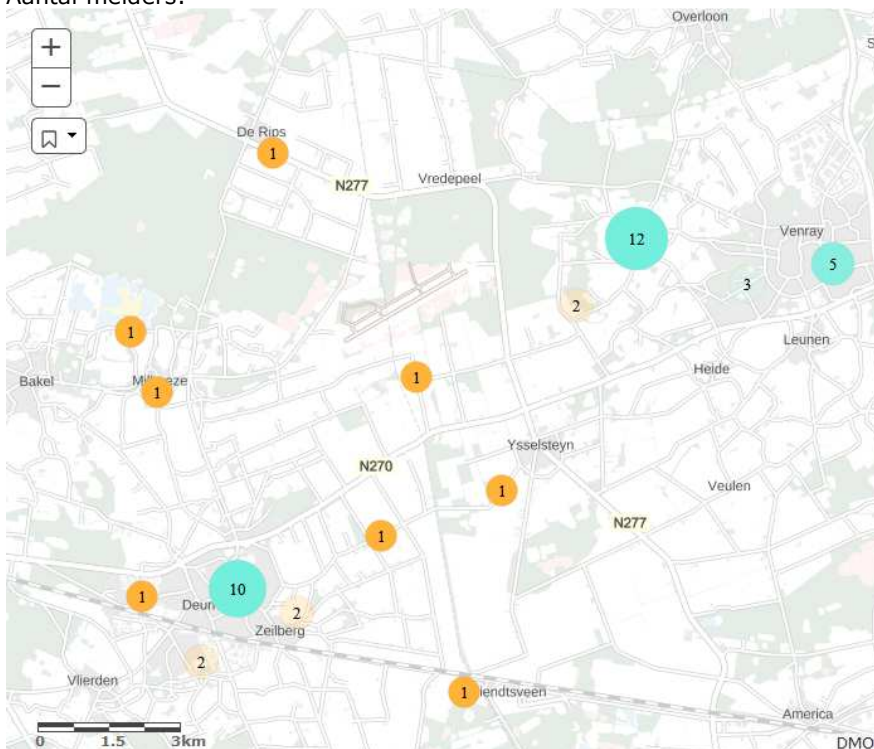 Aantal melders:
Overloon
+
−
De Rips
1
N277
Vredepeel
12
Venray
5
3
2
1
Leunen
Bakel
1
1
Heide
Ysselsteyn
N270
1
Veulen
N277
1
10
1
Deurn
2
Zeilberg
2
Vlierden
1
iendtsveen
America
0 1.5 3km
DMO